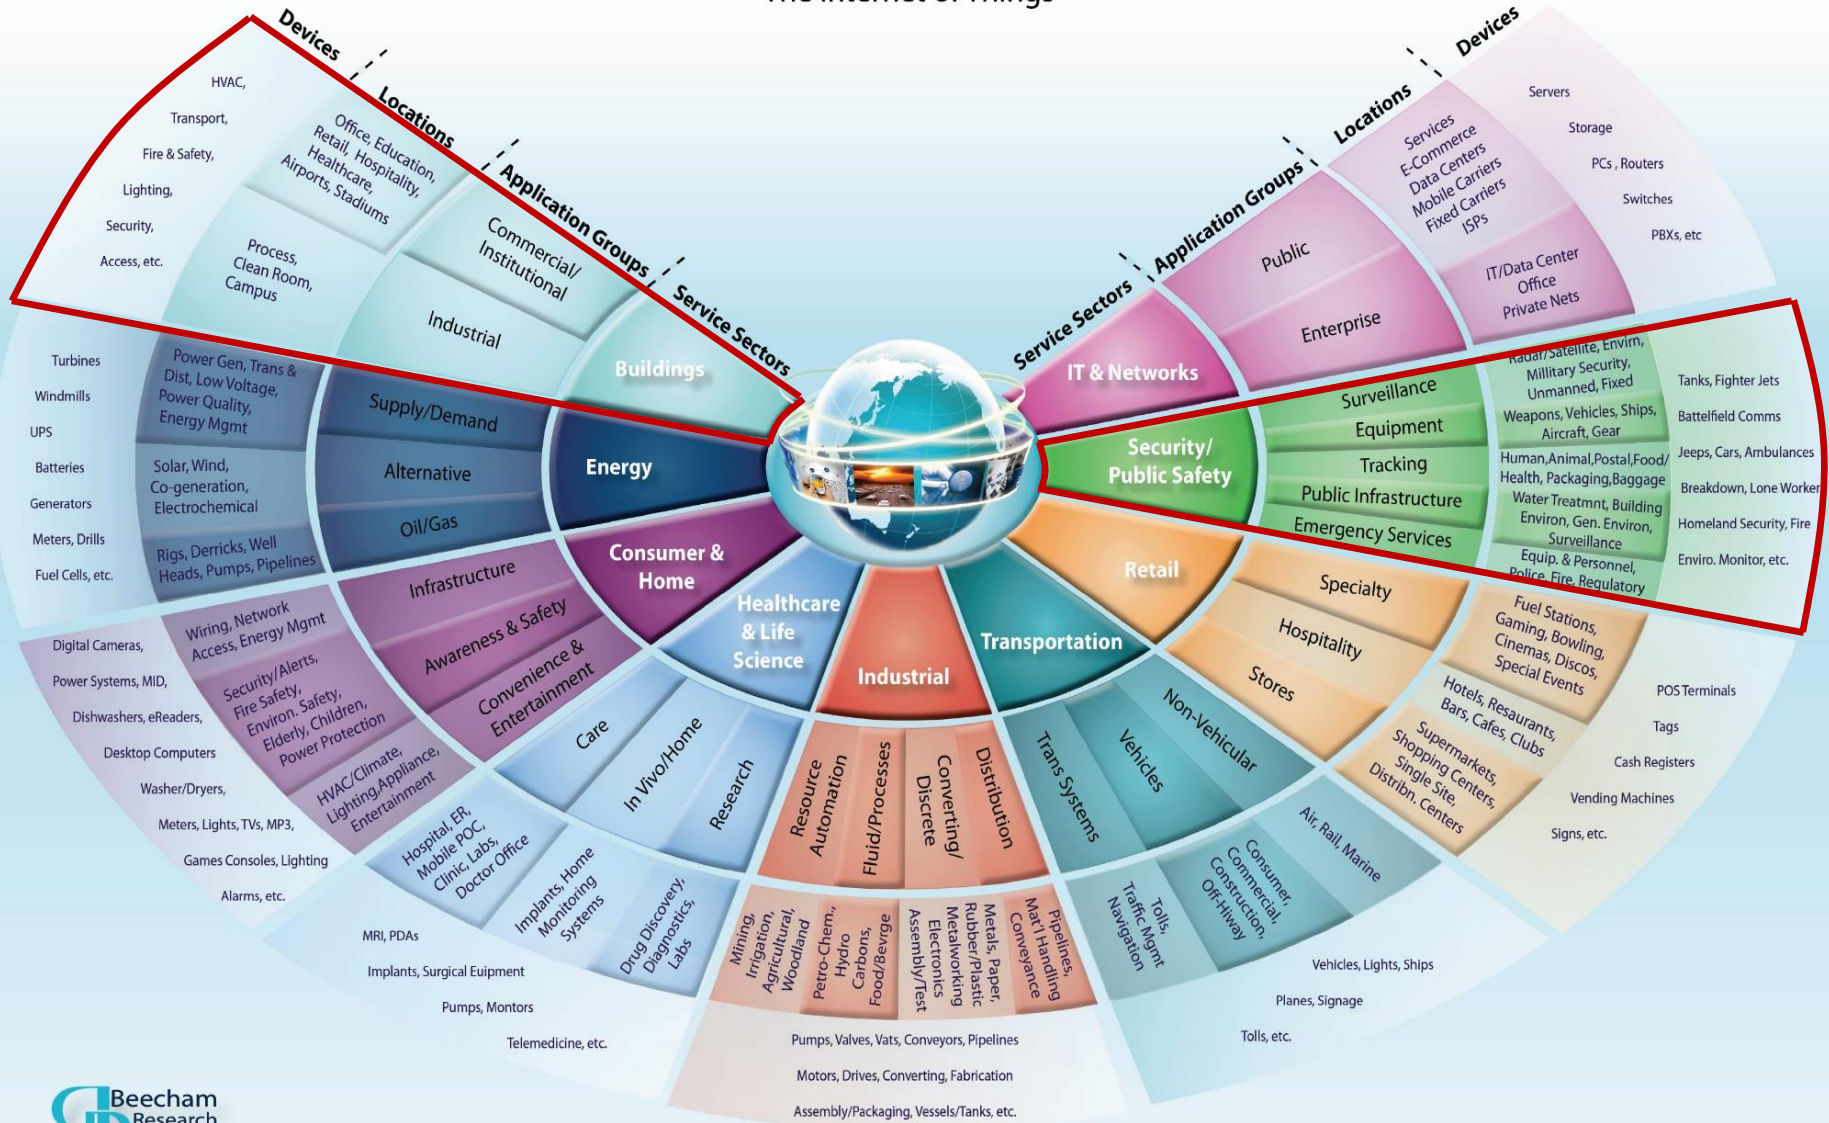 The Internet of Things
Devices
Locations
Application Groups
Service Sectors
HVAC,
Transport,
Fire & Safety,
Lighting,
Security,
Access, etc.
Office, Education,
Retail, Hospitality,
Healthcare,
Airports, Stadiums
Process,
Clean Room,
Campus
Commercial/
Institutional
Industrial
Buildings
Turbines
Windmills
UPS
Batteries
Generators
Meters, Drills
Fuel Cells, etc.
Power Gen, Trans &
Dist, Low Voltage,
Power Quality,
Energy Mgmt
Solar, Wind,
Co-generation,
Electrochemical
Rigs, Derricks, Well
Heads, Pumps, Pipelines
Supply/Demand
Alternative
Oil/Gas
Energy
Digital Cameras,
Power Systems, MID,
Dishwashers, eReaders,
Desktop Computers
Washer/Dryers,
Meters, Lights, TVs, MP3,
Games Consoles, Lighting
Alarms, etc.
Wiring, Network
Access, Energy Mgmt
Security/Alerts,
Fire Safety,
Environ. Safety,
Elderly, Children,
Power Protection
HVAC/Climate,
Lighting,Appliance,
Entertainment
Infrastructure
Awareness & Safety
Convenience &
Entertainment
Consumer &
Home
MRI, PDAs
Implants, Surgical Euipment
Pumps, Montors
Telemedicine, etc.
Hospital, ER,
Mobile POC,
Clinic, Labs,
Doctor Office
Implants, Home
Monitoring
Systems
Drug Discovery,
Diagnostics,
Labs
Care
In Vivo/Home
Research
Healthcare
& Life
Science
Industrial
Resource
Automation
Fluid/Processes
Converting/
Discrete
Distribution
Mining,
Irrigation,
Agricultural,
Woodland
Petro-Chem.,
Hydro
Carbons,
Food/Bevrge
Metals, Paper,
Rubber/Plastic
Metalworking
Electronics
Assembly/Test
Pipelines,
Mat'l Handling
Conveyance
Pumps, Valves, Vats, Conveyors, Pipelines
Motors, Drives, Converting, Fabrication
Assembly/Packaging, Vessels/Tanks, etc.
Transportation
Trans Systems
Vehicles
Non-Vehicular
Tolls,
Traffic Mgmt
Navigation
Consumer,
Commercial,
Construction,
Off-Hiway
Air, Rail, Marine
Vehicles, Lights, Ships
Planes, Signage
Tolls, etc.
Retail
Specialty
Hospitality
Stores
Fuel Stations,
Gaming, Bowling,
Cinemas, Discos,
Special Events
Hotels, Resaurants,
Bars, Cafes, Clubs
Supermarkets,
Shopping Centers,
Single Site,
Distribn. Centers
POS Terminals
Tags
Cash Registers
Vending Machines
Signs, etc.
Security/
Public Safety
Surveillance
Equipment
Tracking
Public Infrastructure
Emergency Services
Radar/Satellite, Envirn,
Millitary Security,
Unmanned, Fixed
Weapons, Vehicles, Ships,
Aircraft, Gear
Human,Animal,Postal,Food/
Health, Packaging,Baggage
Water Treatmnt, Building
Environ, Gen. Environ,
Surveillance
Equip. & Personnel,
Police, Fire, Regulatory
Tanks, Fighter Jets
Battelfield Comms
Jeeps, Cars, Ambulances
Breakdown, Lone Worker
Homeland Security, Fire
Enviro. Monitor, etc.
IT & Networks
Public
Enterprise
Services
E-Commerce
Data Centers
Mobile Carriers
Fixed Carriers
ISPs
IT/Data Center
Office
Private Nets
Servers
Storage
PCs , Routers
Switches
PBXs, etc
Devices
Locations
Application Groups
Service Sectors
Beecham
Research